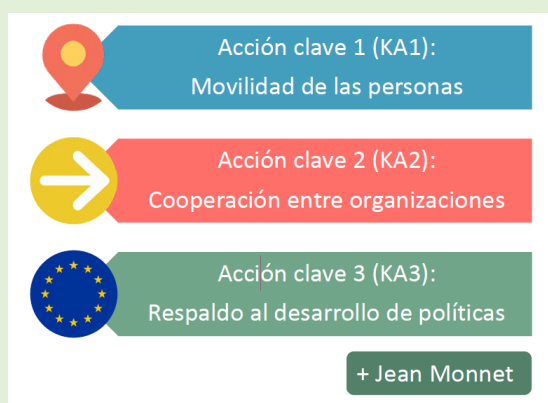 Acción clave 1 (KA1):
Movilidad de las personas
Acción clave 2 (KA2):
Cooperación entre organizaciones
Acción clave 3 (KA3):
Respaldo al desarrollo de políticas
+ Jean Monnet